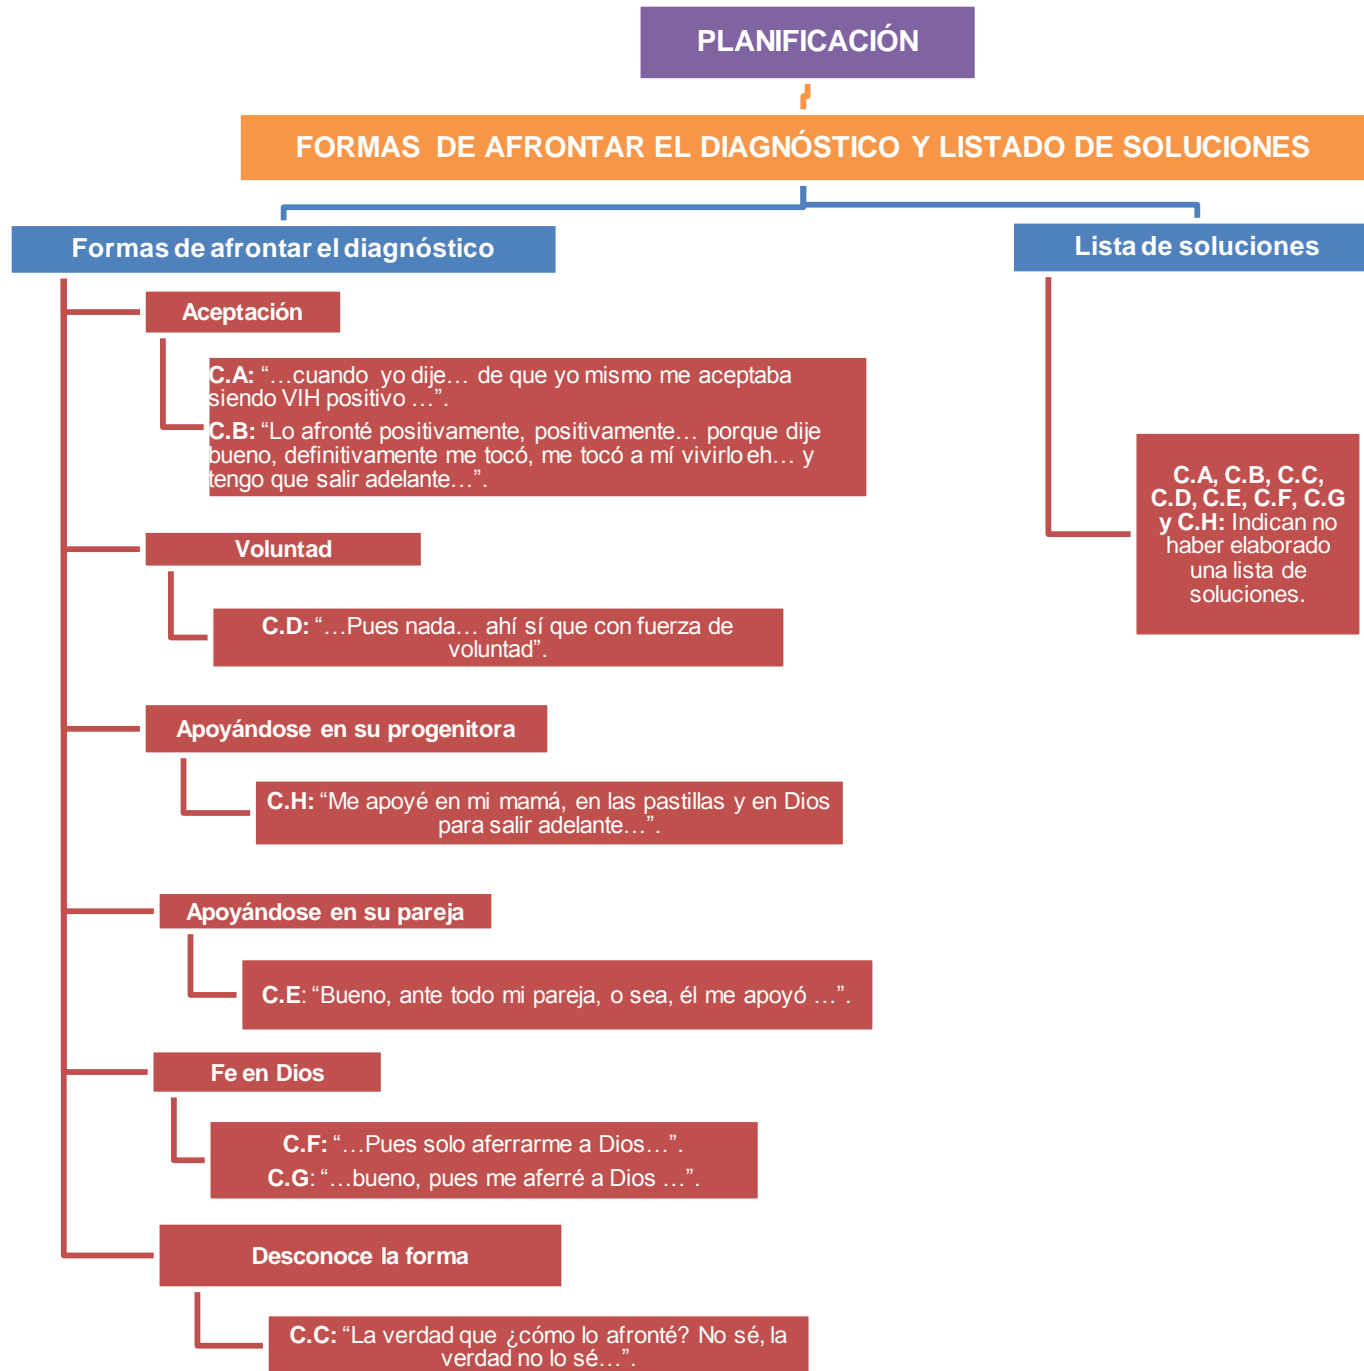 PLANIFICACIÓN
FORMAS DE AFRONTAR EL DIAGNÓSTICO Y LISTADO DE SOLUCIONES
Formas de afrontar el diagnóstico
Aceptación
C.A: “…cuando yo dije… de que yo mismo me aceptaba
siendo VIH positivo …”.
C.B: “Lo afronté positivamente, positivamente… porque dije
bueno, definitivamente me tocó, me tocó a mí vivirlo eh… y
tengo que salir adelante…”.
Voluntad
C.D: “…Pues nada… ahí sí que con fuerza de
voluntad”.
Apoyándose en su progenitora
C.H: “Me apoyé en mi mamá, en las pastillas y en Dios
para salir adelante…”.
Apoyándose en su pareja
C.E: “Bueno, ante todo mi pareja, o sea, él me apoyó …”.
Fe en Dios
C.F: “…Pues solo aferrarme a Dios…”.
C.G: “…bueno, pues me aferré a Dios …”.
Desconoce la forma
C.C: “La verdad que ¿cómo lo afronté? No sé, la
verdad no lo sé…”.
Lista de soluciones
C.A, C.B, C.C,
C.D, C.E, C.F, C.G
y C.H: Indican no
haber elaborado
una lista de
soluciones.